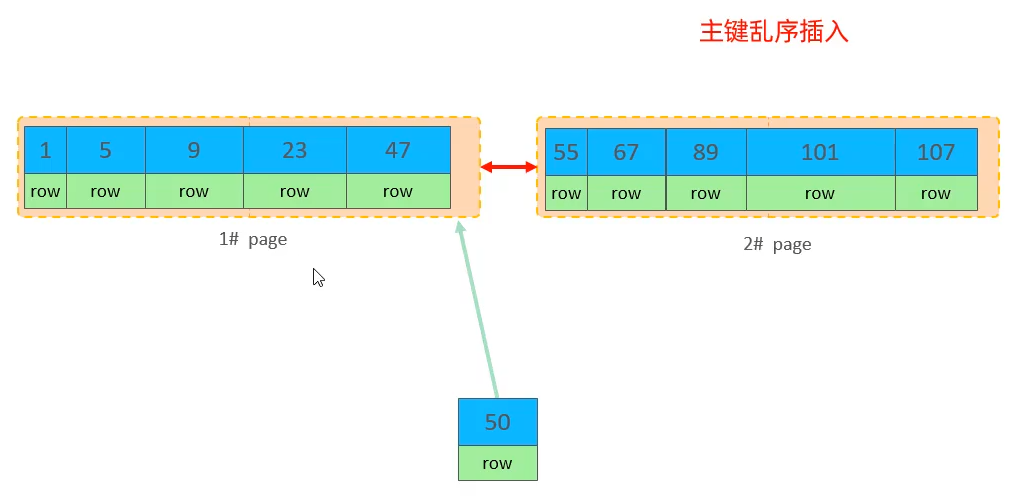 主键乱序插入
1 5 9 23 47
row row row row row
1# page
55 67 89 101 107
row row row row row
2# page
50
row